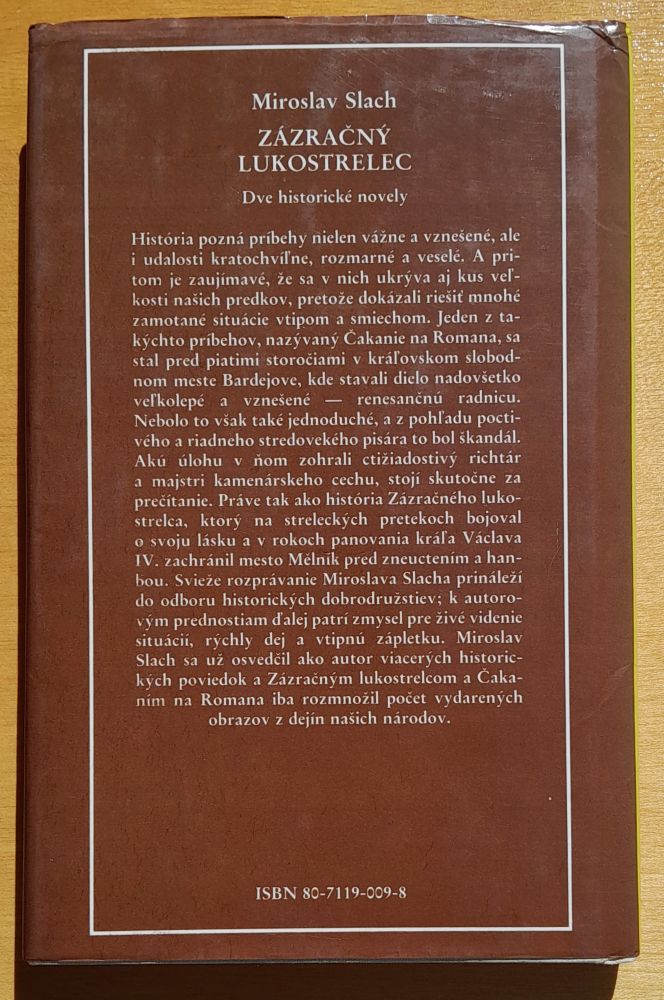 Miroslav Slach
ZÁZRAČNÝ
LUKOSTRELEC
Dve historické novely
História pozná príbehy nielen vážne a vznešené, ale
i udalosti kratochvíľne, rozmarné a veselé. A pri-
tom je zaujímavé, že sa v nich ukrýva aj kus veľ-
kosti našich predkov, pretože dokázali riešiť mnohé
zamotané situácie vtipom a smiechom. Jeden z ta-
kýchto príbehov, nazývaný Čakanie na Romana, sa
stal pred piatimi storočiami v kráľovskom slobod-
nom meste Bardejove, kde stavali dielo nadovšetko
veľkolepé a vznešené — renesančnú radnicu.
Nebolo to však také jednoduché, a z pohľadu pocti-
vého a riadneho stredovekého pisára to bol škandál.
Akú úlohu v ňom zohrali ctižiadostivý richtár
a majstri kamenárskeho cechu, stojí skutočne za
prečítanie. Práve tak ako história Zázračného luko-
strelca, ktorý na streleckých pretekoch bojoval
o svoju lásku a v rokoch panovania kráľa Václava
IV. zachránil mesto Mělník pred zneuctením a han-
bou. Svieže rozprávanie Miroslava Slacha prináleží
do odboru historických dobrodružstiev; k autoro-
vým prednostiam ďalej patrí zmysel pre živé videnie
situácií, rýchly dej a vtipnú zápletku. Miroslav
Slach sa už osvedčil ako autor viacerých historic-
kých poviedok a Zázračným lukostrelcom a Čaka-
ním na Romana iba rozmnožil počet vydarených
obrazov z dejín našich národov.
ISBN 80-7119-009-8